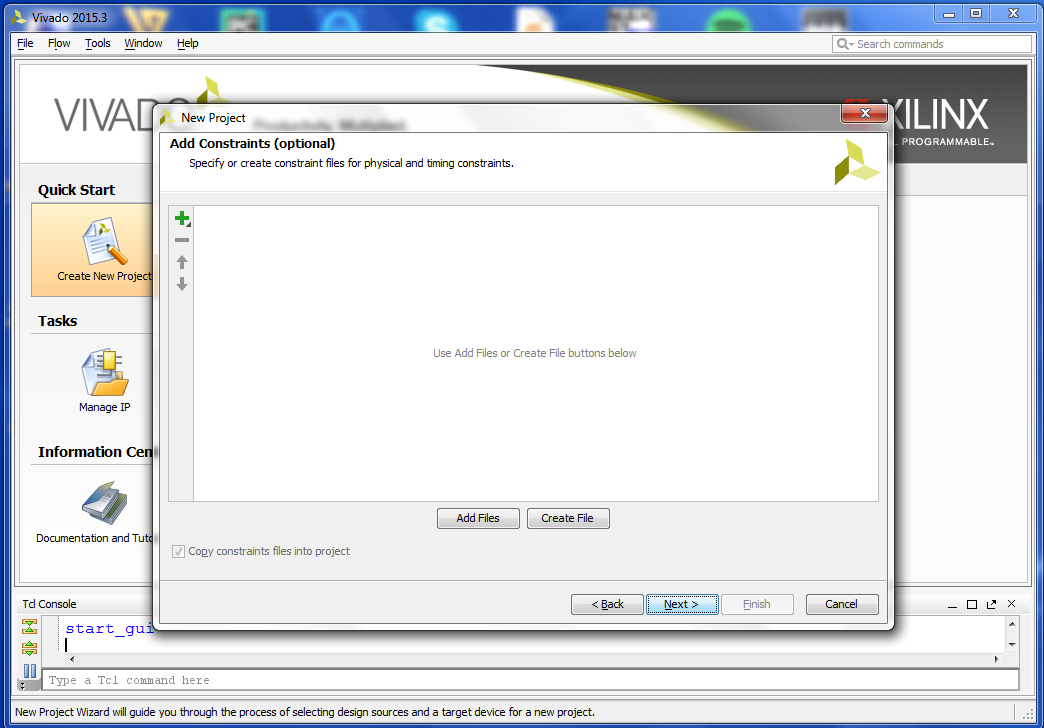 Vivado 2015.3
File Flow Tools Window Help
Search commands
VIVADO
XILINX
PROGRAMMABLE™
New Project
Productivity. Multiplied.
Add Constraints (optional)
Specify or create constraint files for physical and timing constraints.
Quick Start
Create New Project
Tasks
Manage IP
Information Cen
Documentation and Tuto
Use Add Files or Create File buttons below
Add Files
Create File
Copy constraints files into project
< Back
Next >
Finish
Cancel
Tcl Console
start_gui
Type a Tcl command here
New Project Wizard will guide you through the process of selecting design sources and a target device for a new project.